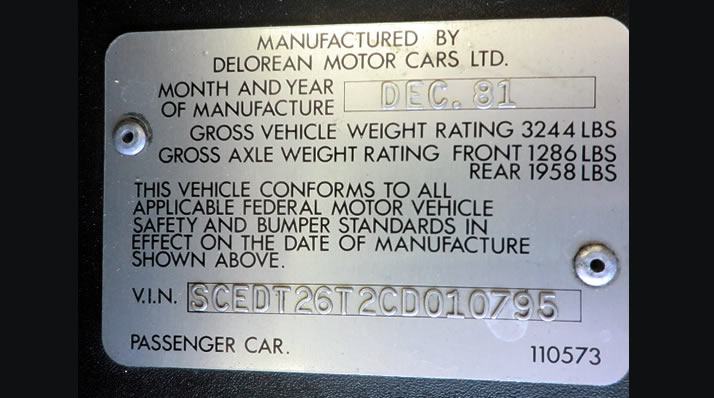 MANUFACTURED BY
DELOREAN MOTOR CARS LTD.
MONTH AND YEAR
OF MANUFACTURE DEC. 81
GROSS VEHICLE WEIGHT RATING 3244 LBS
GROSS AXLE WEIGHT RATING FRONT 1286 LBS
REAR 1958 LBS
THIS VEHICLE CONFORMS TO ALL
APPLICABLE FEDERAL MOTOR VEHICLE
SAFETY AND BUMPER STANDARDS IN
EFFECT ON THE DATE OF MANUFACTURE
SHOWN ABOVE.
V.I.N. SCEDT26T2CD010795
PASSENGER CAR. 110573